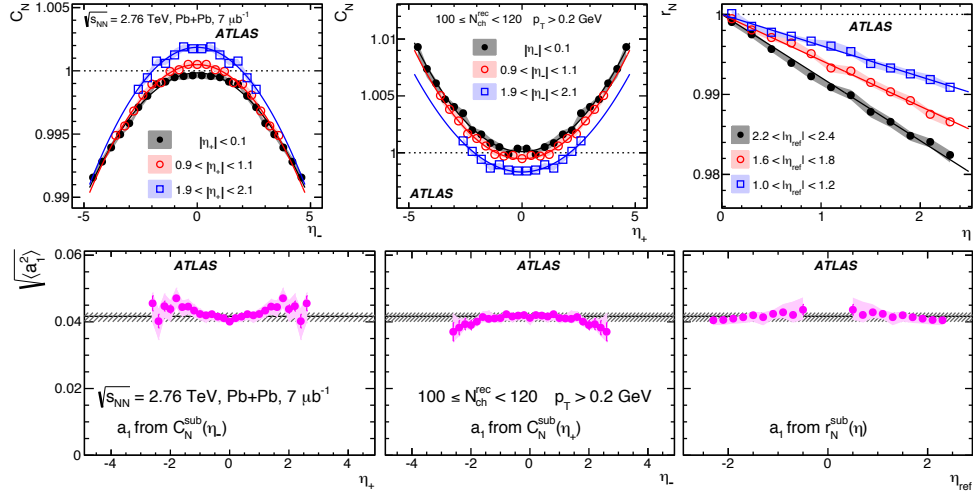 C_N
√s_NN = 2.76 TeV, Pb+Pb, 7 μb⁻¹
ATLAS
1
0.995
0.99
|η₊| < 0.1
0.9 < |η₊| < 1.1
1.9 < |η₊| < 2.1
-5 0 5
η₋
C_N
100 ≤ N_ch^rec < 120 p_T > 0.2 GeV
1.01
1.005
1
|η₋| < 0.1
0.9 < |η₋| < 1.1
1.9 < |η₋| < 2.1
ATLAS
-5 0 5
η₊
r_N
1
ATLAS
0.99
0.98
2.2 < |η_ref| < 2.4
1.6 < |η_ref| < 1.8
1.0 < |η_ref| < 1.2
0 1 2
η
√⟨a₁²⟩
0.06
0.04
0.02
0
ATLAS
√s_NN = 2.76 TeV, Pb+Pb, 7 μb⁻¹
a₁ from C_N^sub(η₋)
-4 -2 0 2 4
η₊
ATLAS
100 ≤ N_ch^rec < 120 p_T > 0.2 GeV
a₁ from C_N^sub(η₊)
-4 -2 0 2 4
η₋
ATLAS
a₁ from r_N^sub(η)
-2 0 2
η_ref